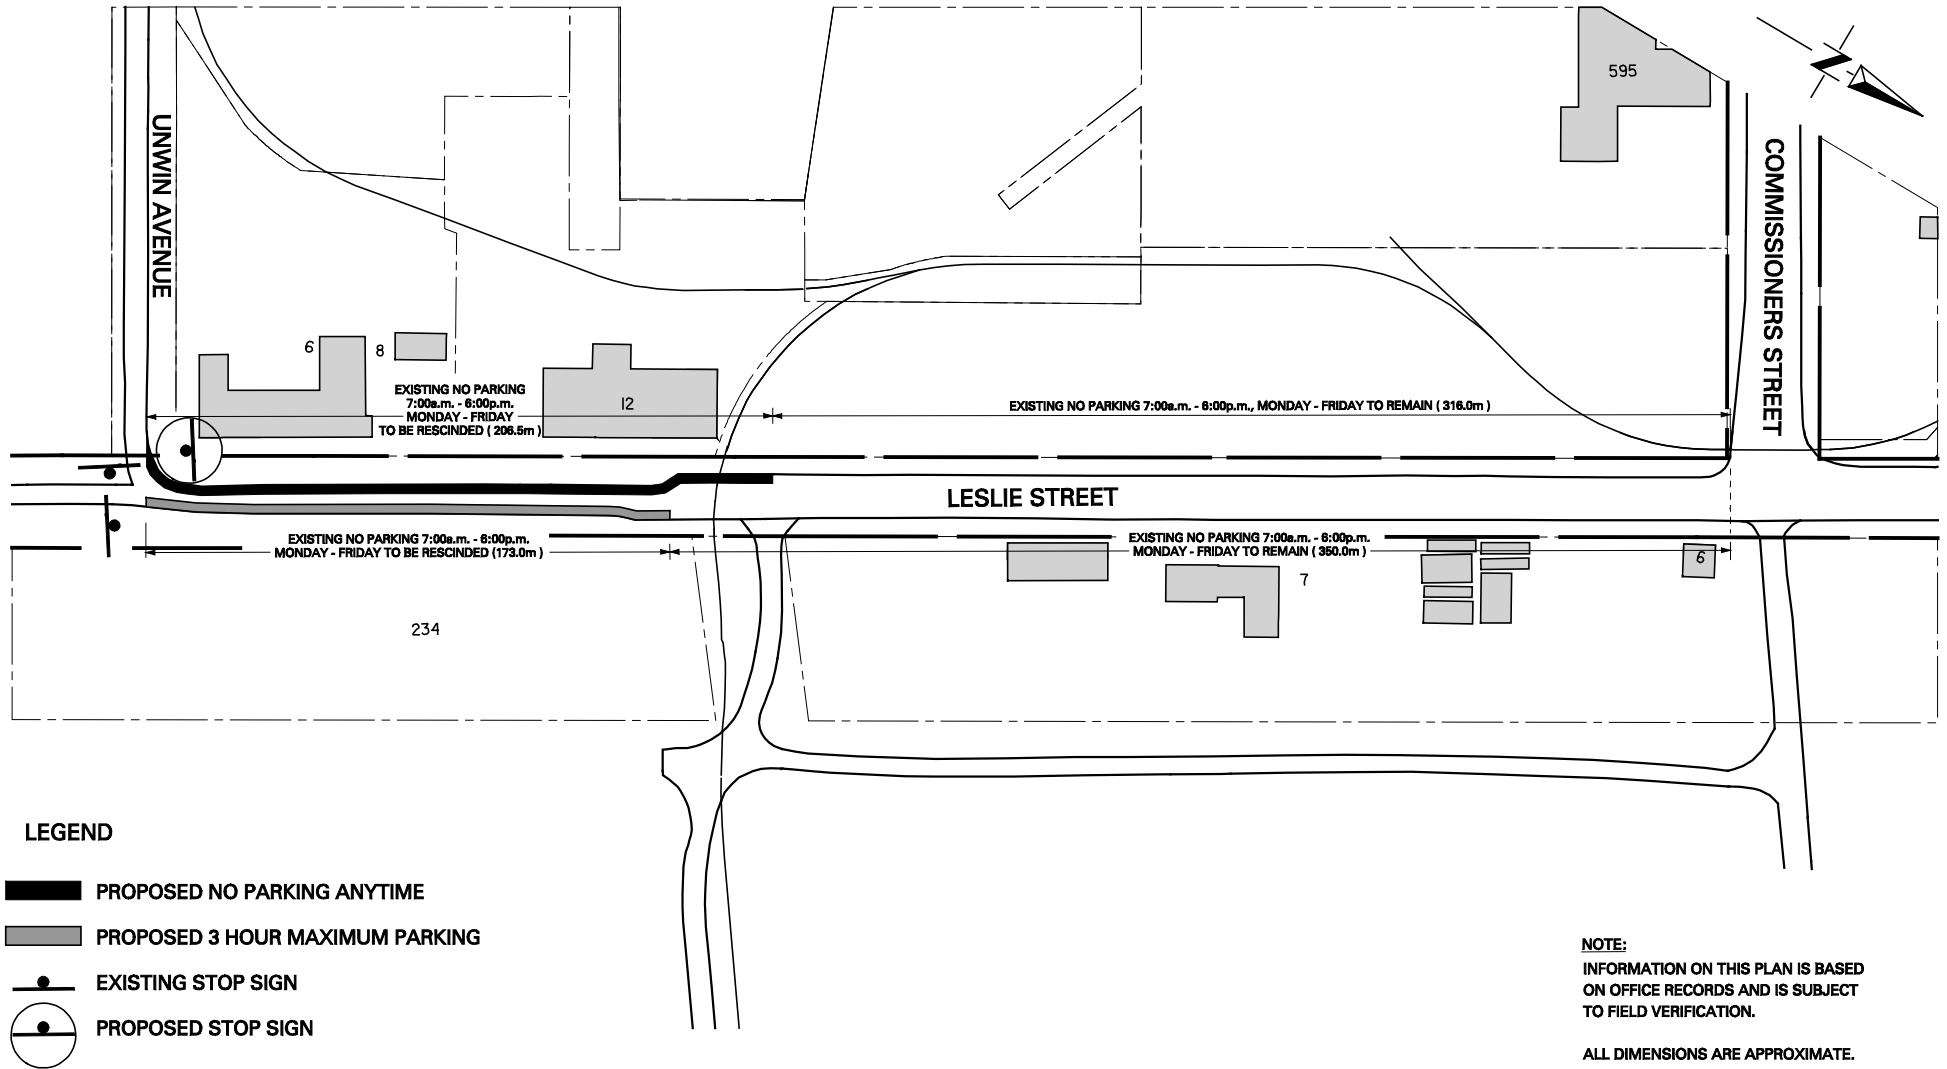 595
UNWIN AVENUE
COMMISSIONERS STREET
N
6
8
EXISTING NO PARKING
7:00a.m. - 6:00p.m.
MONDAY - FRIDAY
TO BE RESCINDED ( 206.5m )
12
EXISTING NO PARKING 7:00a.m. - 6:00p.m., MONDAY - FRIDAY TO REMAIN ( 316.0m )
LESLIE STREET
EXISTING NO PARKING 7:00a.m. - 6:00p.m.
MONDAY - FRIDAY TO BE RESCINDED (173.0m )
EXISTING NO PARKING 7:00a.m. - 6:00p.m.
MONDAY - FRIDAY TO REMAIN ( 350.0m )
7
6
234
LEGEND
PROPOSED NO PARKING ANYTIME
PROPOSED 3 HOUR MAXIMUM PARKING
EXISTING STOP SIGN
PROPOSED STOP SIGN
NOTE:
INFORMATION ON THIS PLAN IS BASED
ON OFFICE RECORDS AND IS SUBJECT
TO FIELD VERIFICATION.
ALL DIMENSIONS ARE APPROXIMATE.